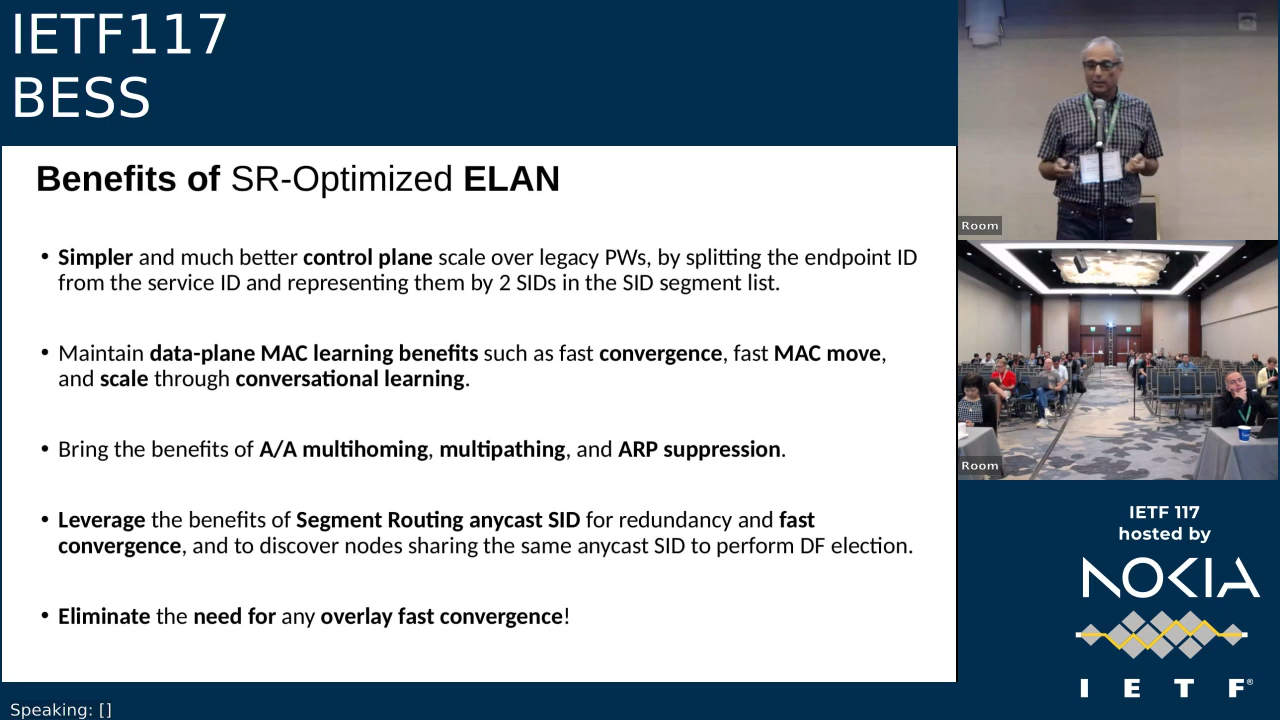 IETF117
BESS
Benefits of SR-Optimized ELAN
• Simpler and much better control plane scale over legacy PWs, by splitting the endpoint ID
from the service ID and representing them by 2 SIDs in the SID segment list.
• Maintain data-plane MAC learning benefits such as fast convergence, fast MAC move,
and scale through conversational learning.
• Bring the benefits of A/A multihoming, multipathing, and ARP suppression.
• Leverage the benefits of Segment Routing anycast SID for redundancy and fast
convergence, and to discover nodes sharing the same anycast SID to perform DF election.
• Eliminate the need for any overlay fast convergence!
Speaking: []
Room
Room
IETF 117
hosted by
NOKIA
I E T F®